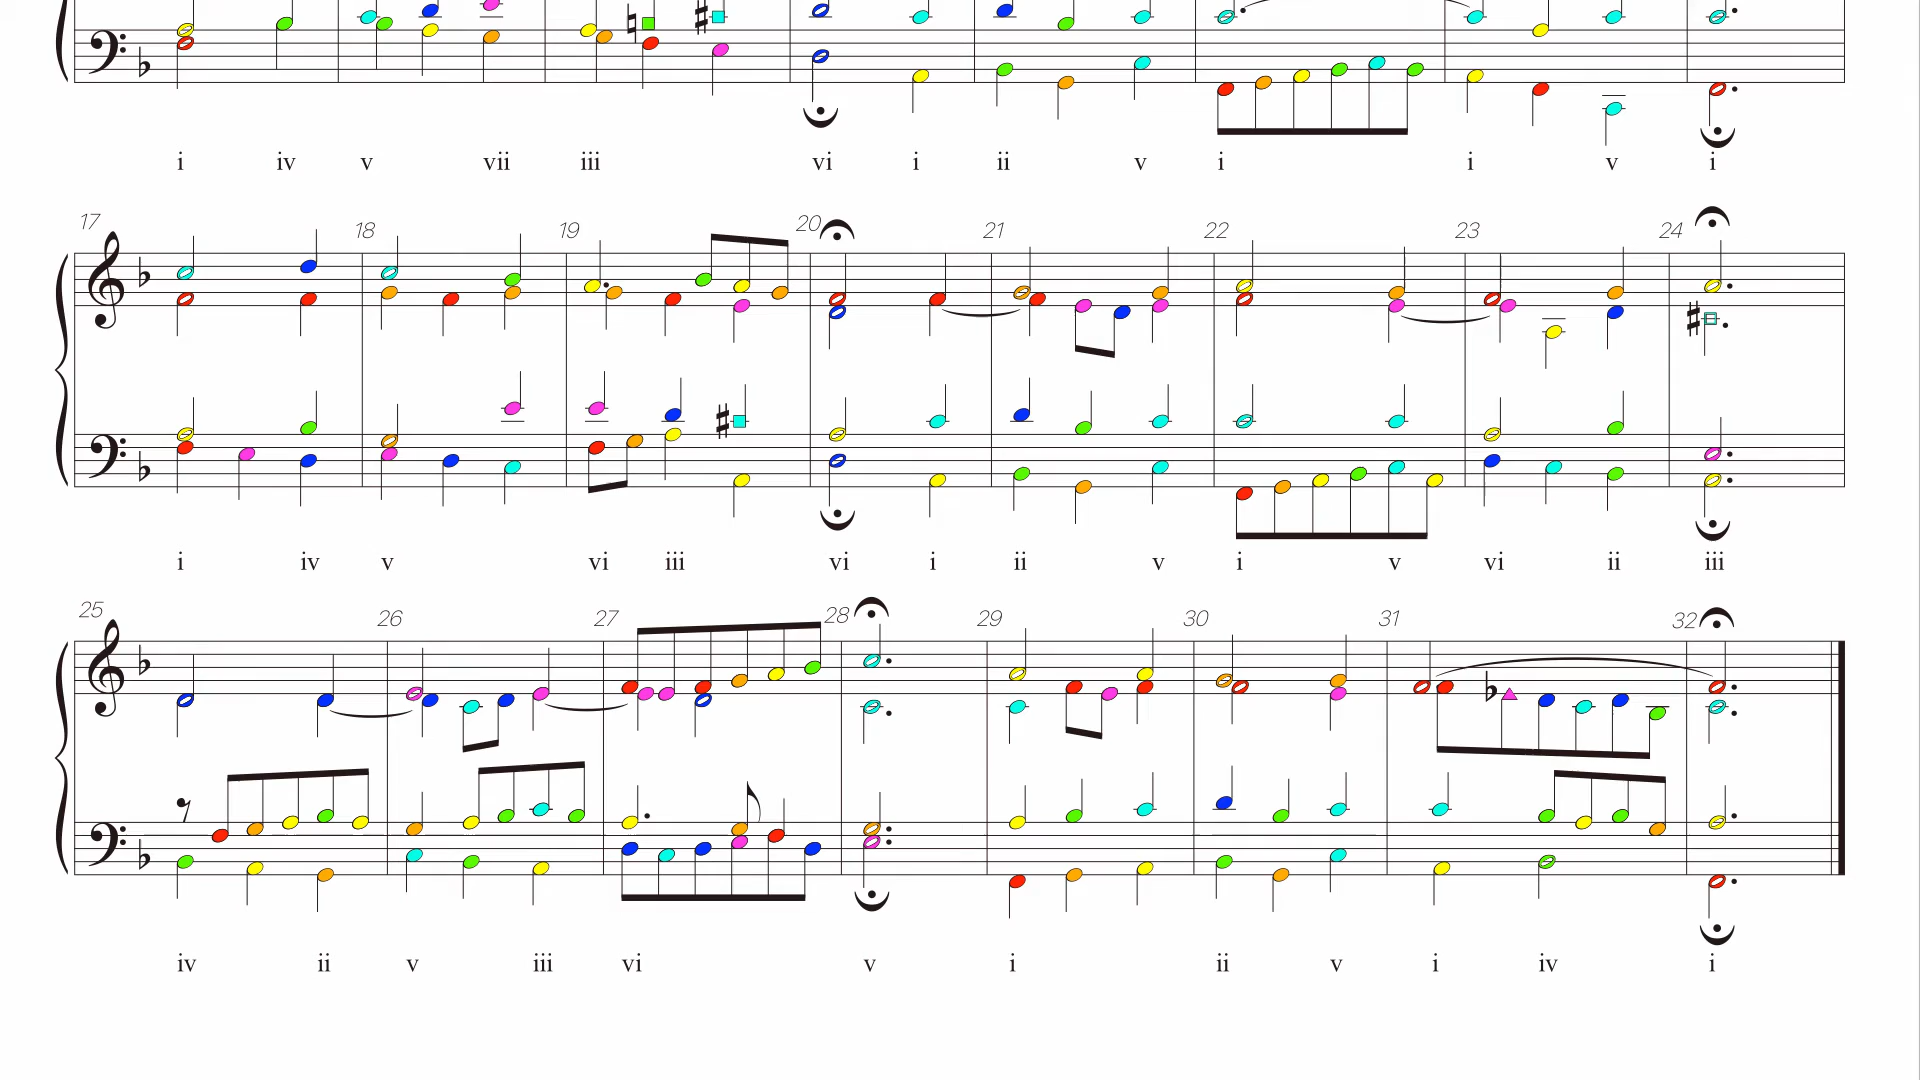 i iv v vii iii vi i ii v i i v i
17 18 19 20 21 22 23 24
i iv v vi iii vi i ii v i v vi ii iii
25 26 27 28 29 30 31 32
iv ii v iii vi v i ii v i iv i